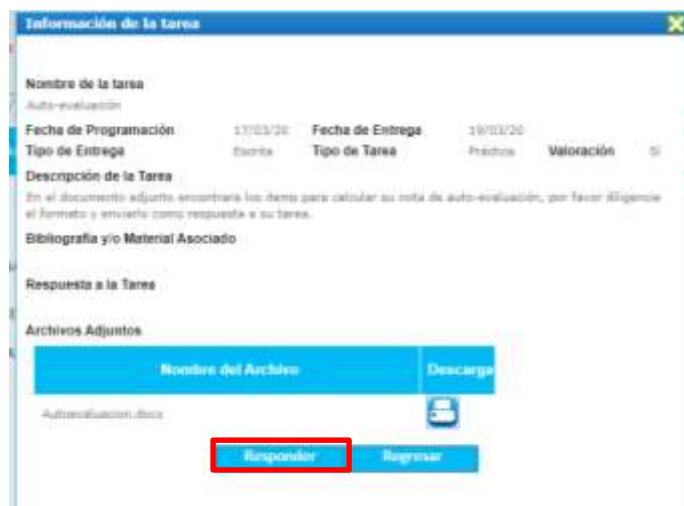 Información de la tarea
Nombre de la tarea
Auto-evaluación
Fecha de Programación 17/03/20 Fecha de Entrega 19/03/20
Tipo de Entrega Escrita Tipo de Tarea Práctica Valoración Si
Descripción de la Tarea
En el documento adjunto encontrara los items para calcular su nota de auto-evaluación, por favor diligencie
el formato y enviarlo como respuesta a su tarea.
Bibliografía y/o Material Asociado
Respuesta a la Tarea
Archivos Adjuntos
Nombre del Archivo Descarga
Autoevaluacion.docx
Responder Regresar